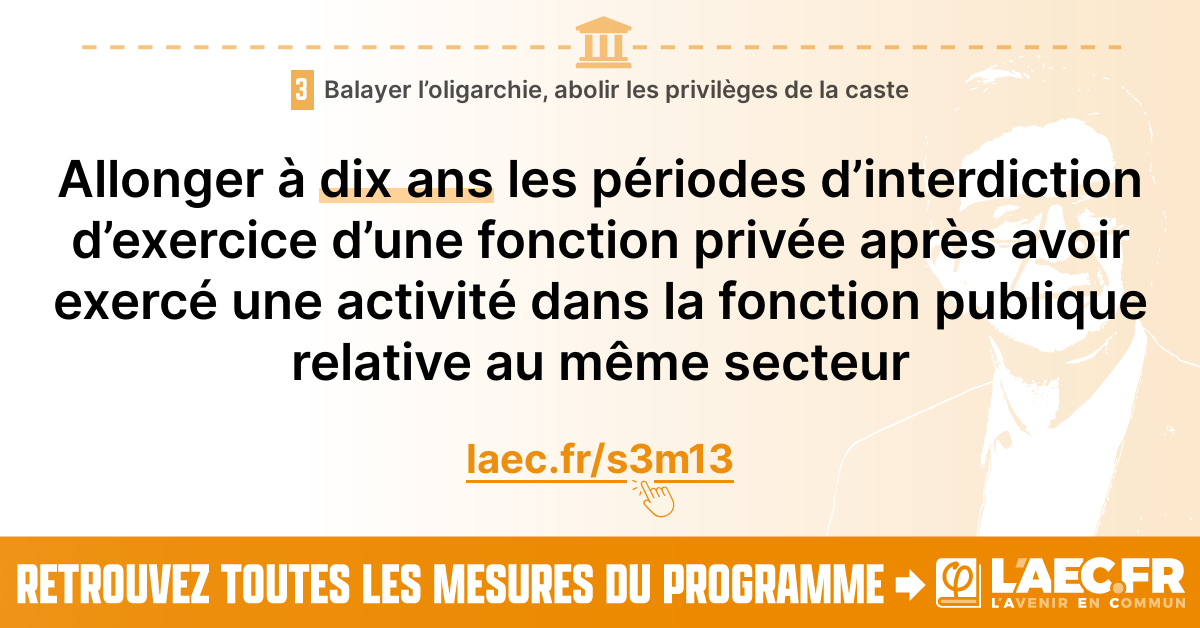 3 Balayer l’oligarchie, abolir les privilèges de la caste
Allonger à dix ans les périodes d’interdiction
d’exercice d’une fonction privée après avoir
exercé une activité dans la fonction publique
relative au même secteur
laec.fr/s3m13
RETROUVEZ TOUTES LES MESURES DU PROGRAMME → φ L’AEC.FR
L’AVENIR EN COMMUN